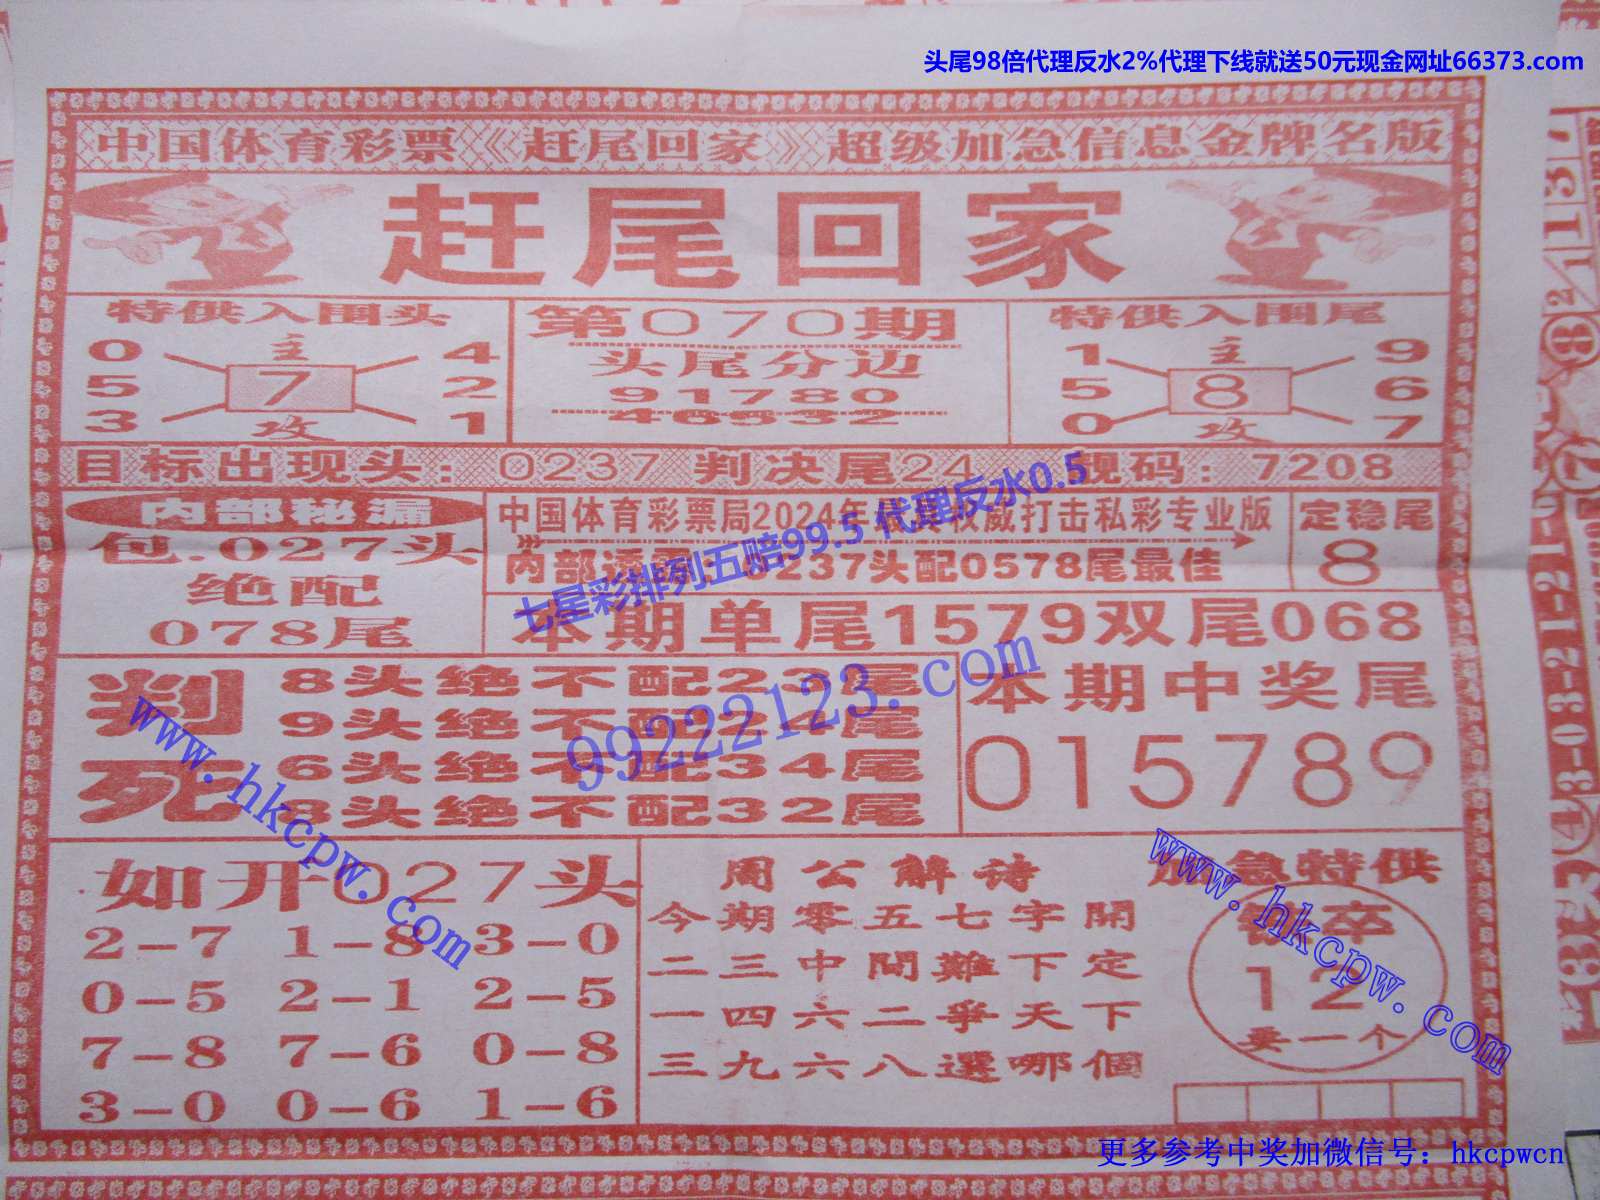 头尾98倍代理反水2%代理下线就送50元现金网址66373.com
中国体育彩票《赶尾回家》超级加急信息金牌名版
赶尾回家
特供入围头
0 主 4
5 7 2
3 攻 1
第070期
头尾分边
91780
46532
特供入围尾
1 主 9
5 8 6
0 攻 7
目标出现头：0237 判决尾24 现码：7208
内部秘漏
包.027头
绝配
078尾
中国体育彩票局2024年 权威打击私彩专业版
内部透 237头配0578尾最佳
定 尾
8
本期单尾1579双尾068
七星彩排列五赔99.5 代理反水0.5
99222123.com
判死
8头绝不配23尾
9头绝不配24尾
6头绝不配34尾
8头绝不配32尾
本期中奖尾
015789
www.hkcpw.com
如开027头
2-7 1-8 3-0
0-5 2-1 2-5
7-8 7-6 0-8
3-0 0-6 1-6
周公解诗
今期零五七字開
二三中間難下定
一四六二爭天下
三九六八選哪個
加急特供
卒
12
卖一个
www.hkcpw.com
更多参考中奖加微信号：hkcpwcn